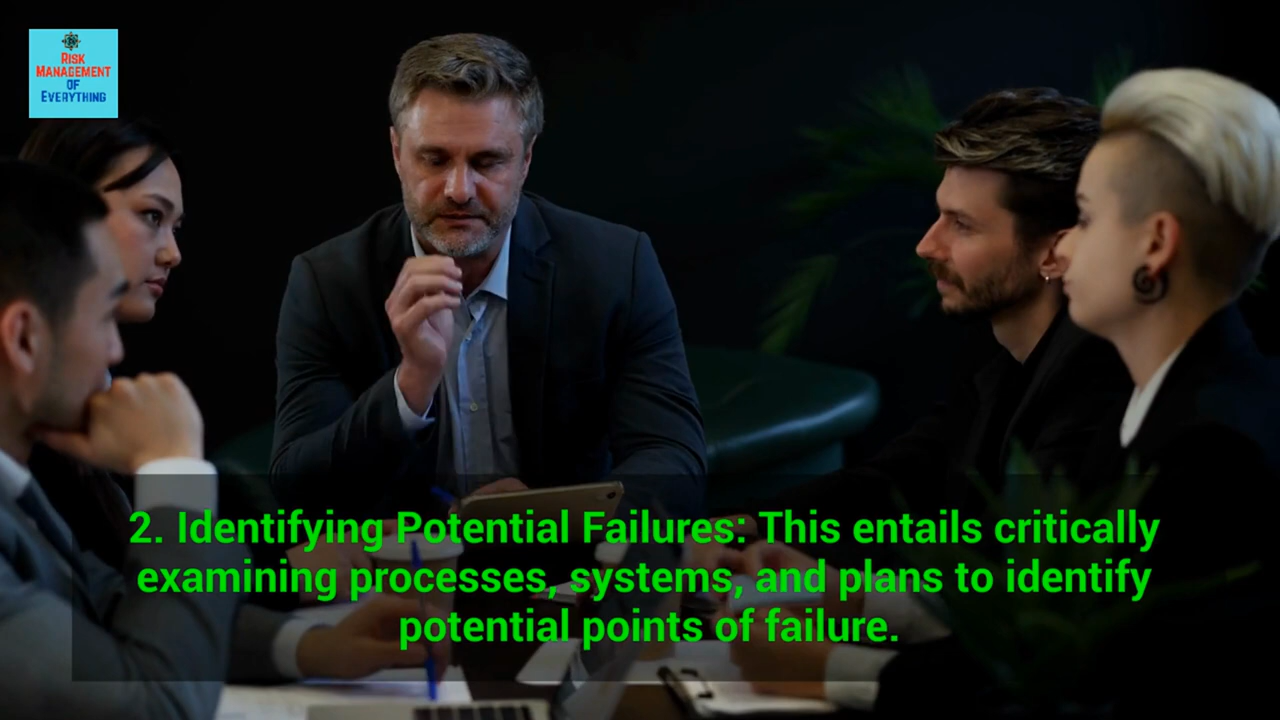 RISK
MANAGEMENT
OF
EVERYTHING
2. Identifying Potential Failures: This entails critically
examining processes, systems, and plans to identify
potential points of failure.